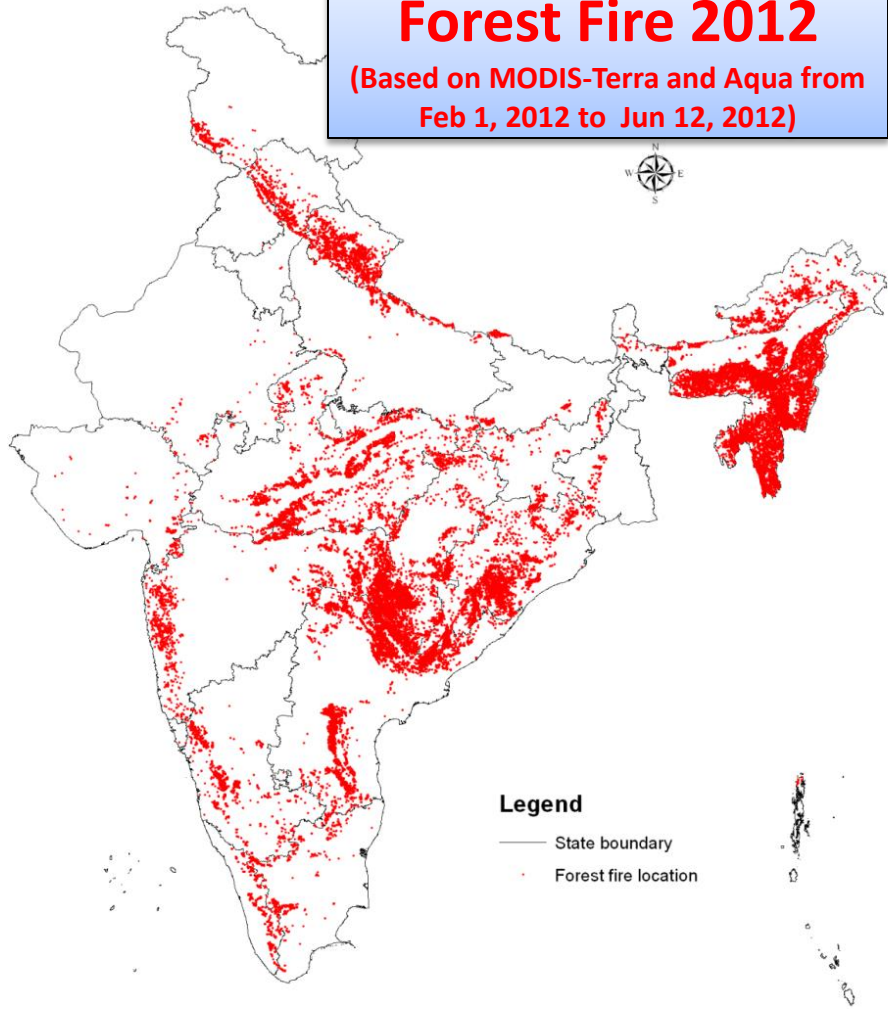 Forest Fire 2012
(Based on MODIS-Terra and Aqua from
Feb 1, 2012 to Jun 12, 2012)
N
W E
S
Legend
State boundary
Forest fire location